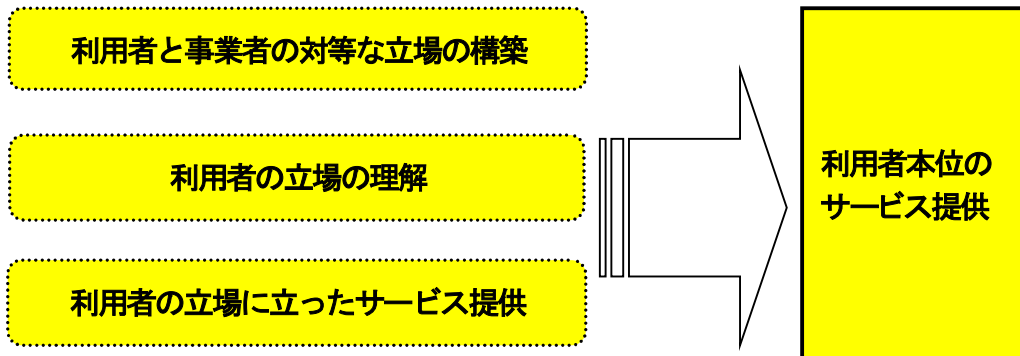 利用者と事業者の対等な立場の構築
利用者の立場の理解
利用者の立場に立ったサービス提供
利用者本位の
サービス提供